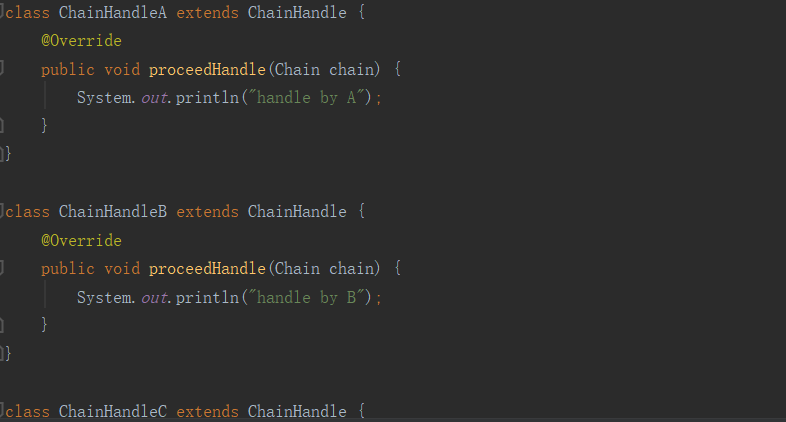 class ChainHandleA extends ChainHandle {
    @Override
    public void proceedHandle(Chain chain) {
        System.out.println("handle by A");
    }
}
class ChainHandleB extends ChainHandle {
    @Override
    public void proceedHandle(Chain chain) {
        System.out.println("handle by B");
    }
}
class ChainHandleC extends ChainHandle {